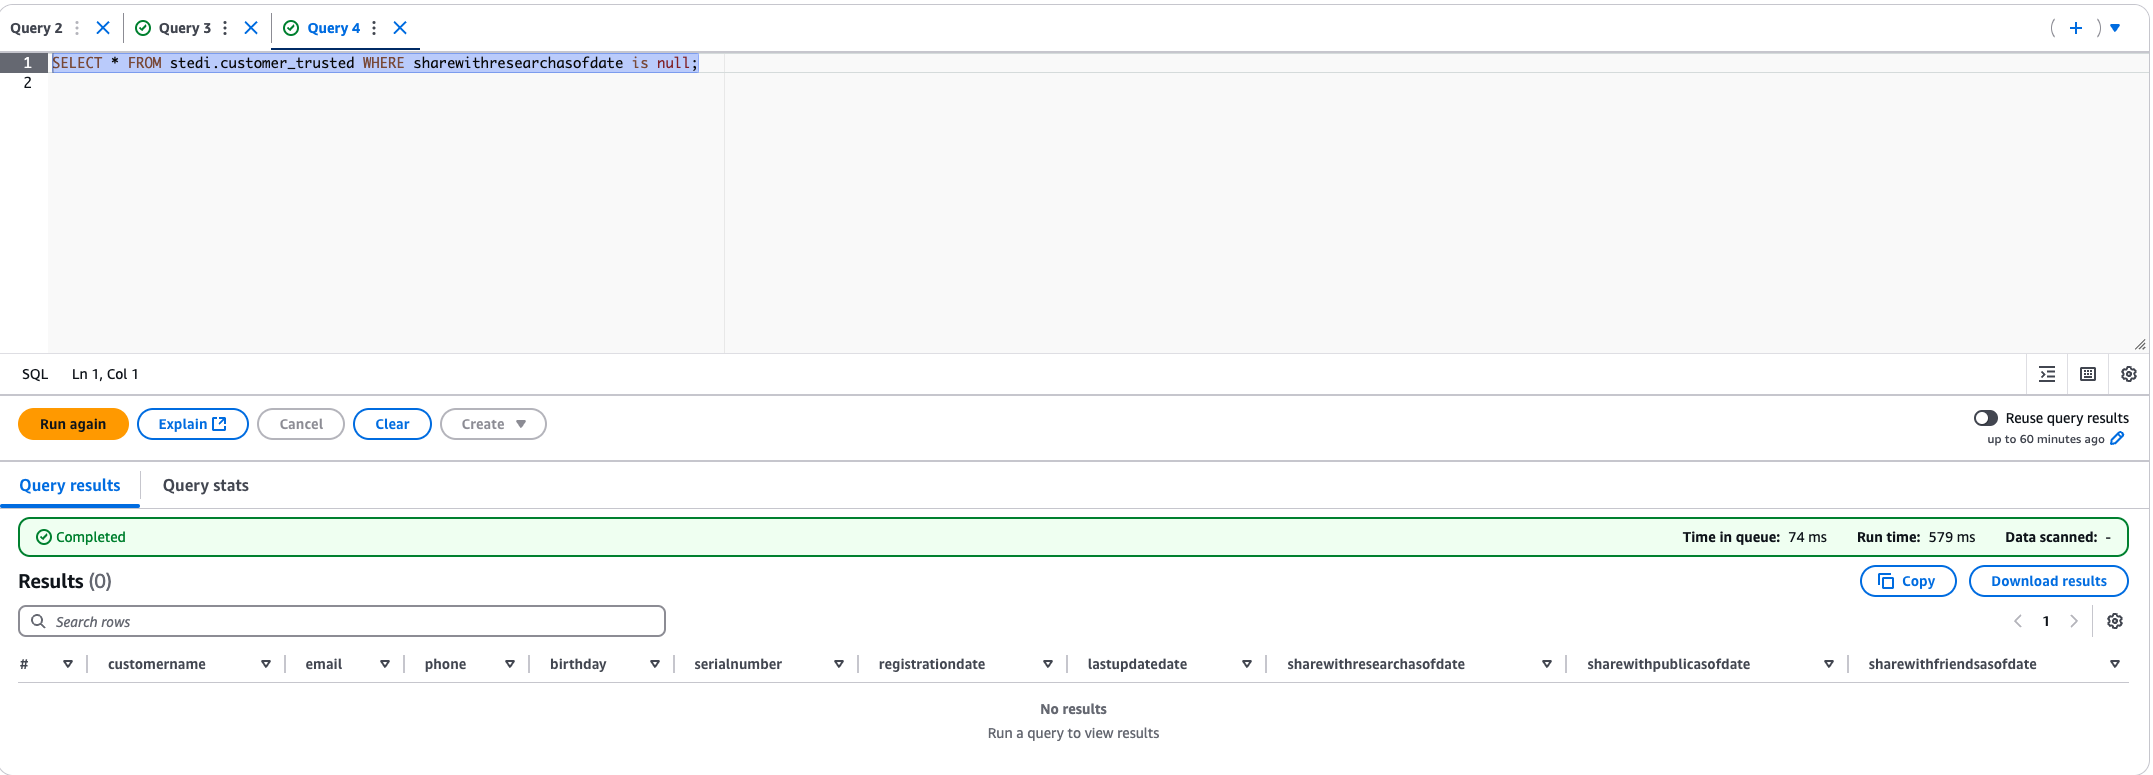 Query 2
Query 3
Query 4
1 SELECT * FROM stedi.customer_trusted WHERE sharewithresearchasofdate is null;
2
SQL Ln 1, Col 1
Run again Explain Cancel Clear Create
Reuse query results
up to 60 minutes ago
Query results Query stats
Completed Time in queue: 74 ms Run time: 579 ms Data scanned: -
Results (0) Copy Download results
Search rows 1
# customername email phone birthday serialnumber registrationdate lastupdatedate sharewithresearchasofdate sharewithpublicasofdate sharewithfriendsasofdate
No results
Run a query to view results